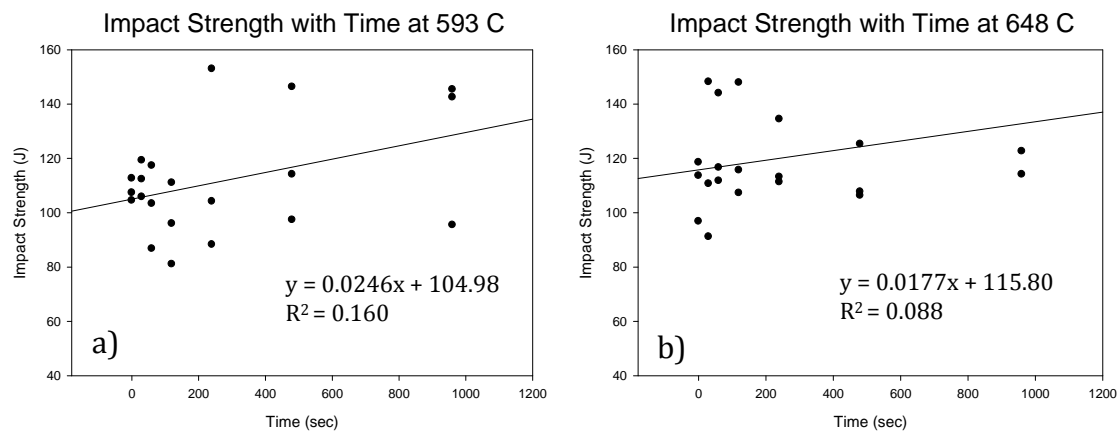 Impact Strength with Time at 593 C
160
140
120
100
80
60
40
Impact Strength (J)
y = 0.0246x + 104.98
R² = 0.160
a)
0 200 400 600 800 1000 1200
Time (sec)
Impact Strength with Time at 648 C
160
140
120
100
80
60
40
Impact Strength (J)
y = 0.0177x + 115.80
R² = 0.088
b)
0 200 400 600 800 1000 1200
Time (sec)